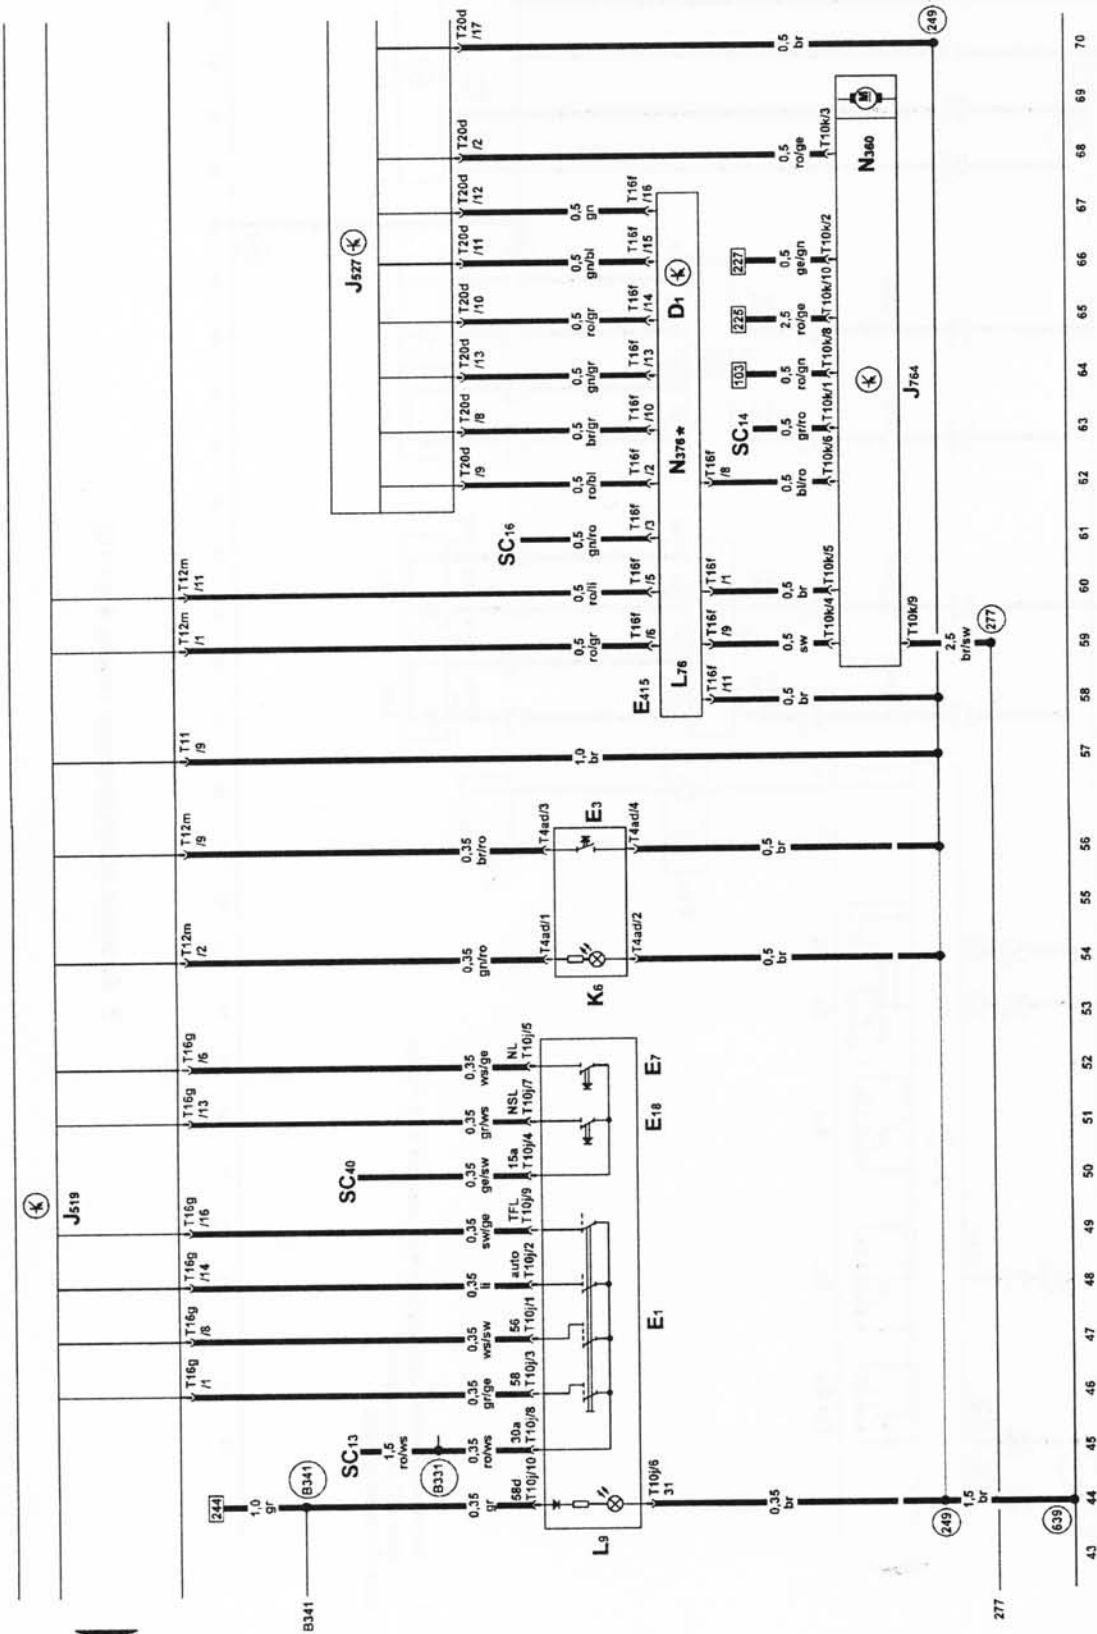 J519
J527
T16g /1
T16g /8
T16g /14
T16g /16
T16g /13
T16g /6
T12m /2
T12m /9
T11 /9
T12m /1
T12m /11
T20d /9
T20d /8
T20d /13
T20d /10
T20d /11
T20d /12
T20d /2
T20d /17
244
1,0 gr
B341
B341
SC13
1,5 ro/ws
B331
SC40
SC16
0,35 gr
0,35 ro/ws
0,35 gr/ge
0,35 ws/sw
0,35 li
0,35 sw/ge
0,35 ge/sw
0,35 gr/ws
0,35 ws/ge
0,35 gn/ro
0,35 br/ro
1,0 br
0,5 ro/gr
0,5 ro/li
0,5 gn/ro
0,5 ro/bl
0,5 br/gr
0,5 gn/gr
0,5 ro/gr
0,5 gn/bl
0,5 gn
58d T10j/10
30a T10j/8
58 T10j/3
56 T10j/1
auto T10j/2
TFL T10j/9
15a T10j/4
NSL T10j/7
NL T10j/5
T4ad/1
T4ad/3
T16f /6
T16f /5
T16f /3
T16f /2
T16f /10
T16f /13
T16f /14
T16f /15
T16f /16
L9
E1
E18
E7
K6
E3
E415
L76
N376*
D1
T10j/6 31
T4ad/2
T4ad/4
T16f /11
T16f /9
T16f /1
T16f /8
SC14
103
225
227
0,35 br
0,5 br
0,5 br
0,5 br
0,5 sw
0,5 br
0,5 bl/ro
0,5 gr/ro
0,5 ro/gn
2,5 ro/ge
0,5 ge/gn
0,5 ro/ge
0,5 br
T10k/4
T10k/5
T10k/6
T10k/1
T10k/8
T10k/10
T10k/2
T10k/3
M
N360
J764
T10k/9
2,5 br/sw
249
249
1,5 br
277
277
639
43 44 45 46 47 48 49 50 51 52 53 54 55 56 57 58 59 60 61 62 63 64 65 66 67 68 69 70